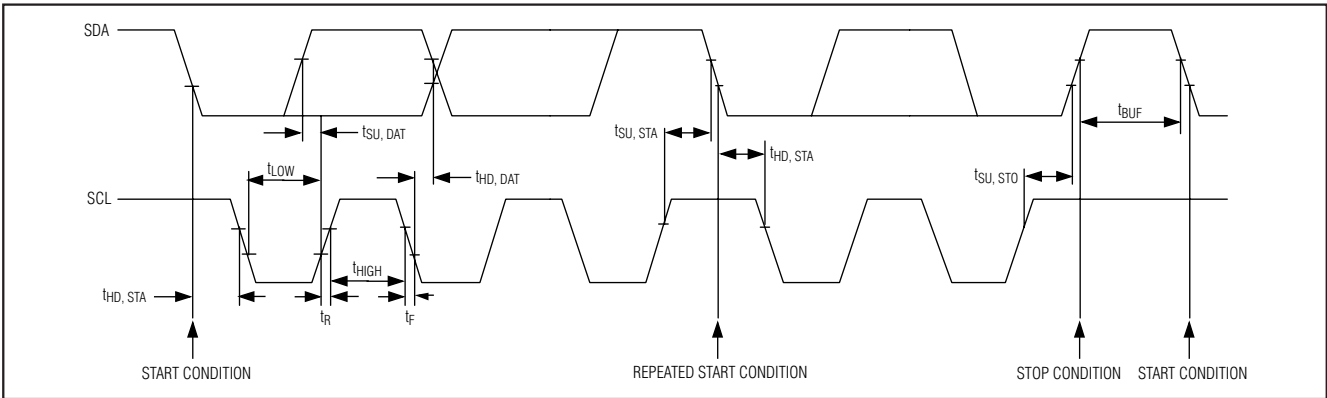 SDA
tSU, DAT
tSU, STA
tBUF
tLOW
tHD, DAT
tHD, STA
tSU, STO
SCL
tHIGH
tHD, STA
tR
tF
START CONDITION
REPEATED START CONDITION
STOP CONDITION
START CONDITION